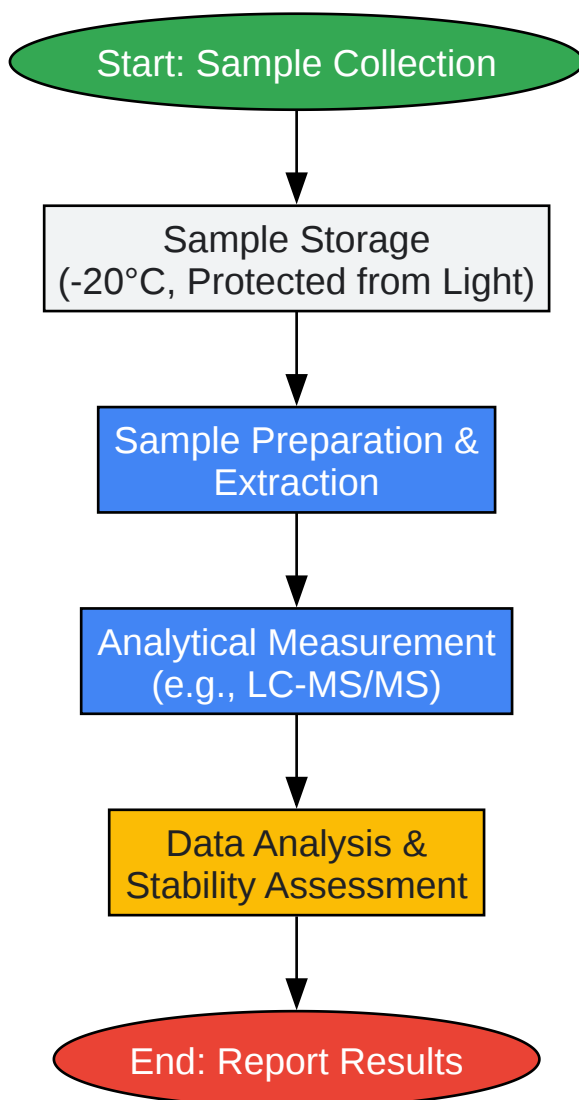 Start: Sample Collection
Sample Storage
(-20°C, Protected from Light)
Sample Preparation &
Extraction
Analytical Measurement
(e.g., LC-MS/MS)
Data Analysis &
Stability Assessment
End: Report Results